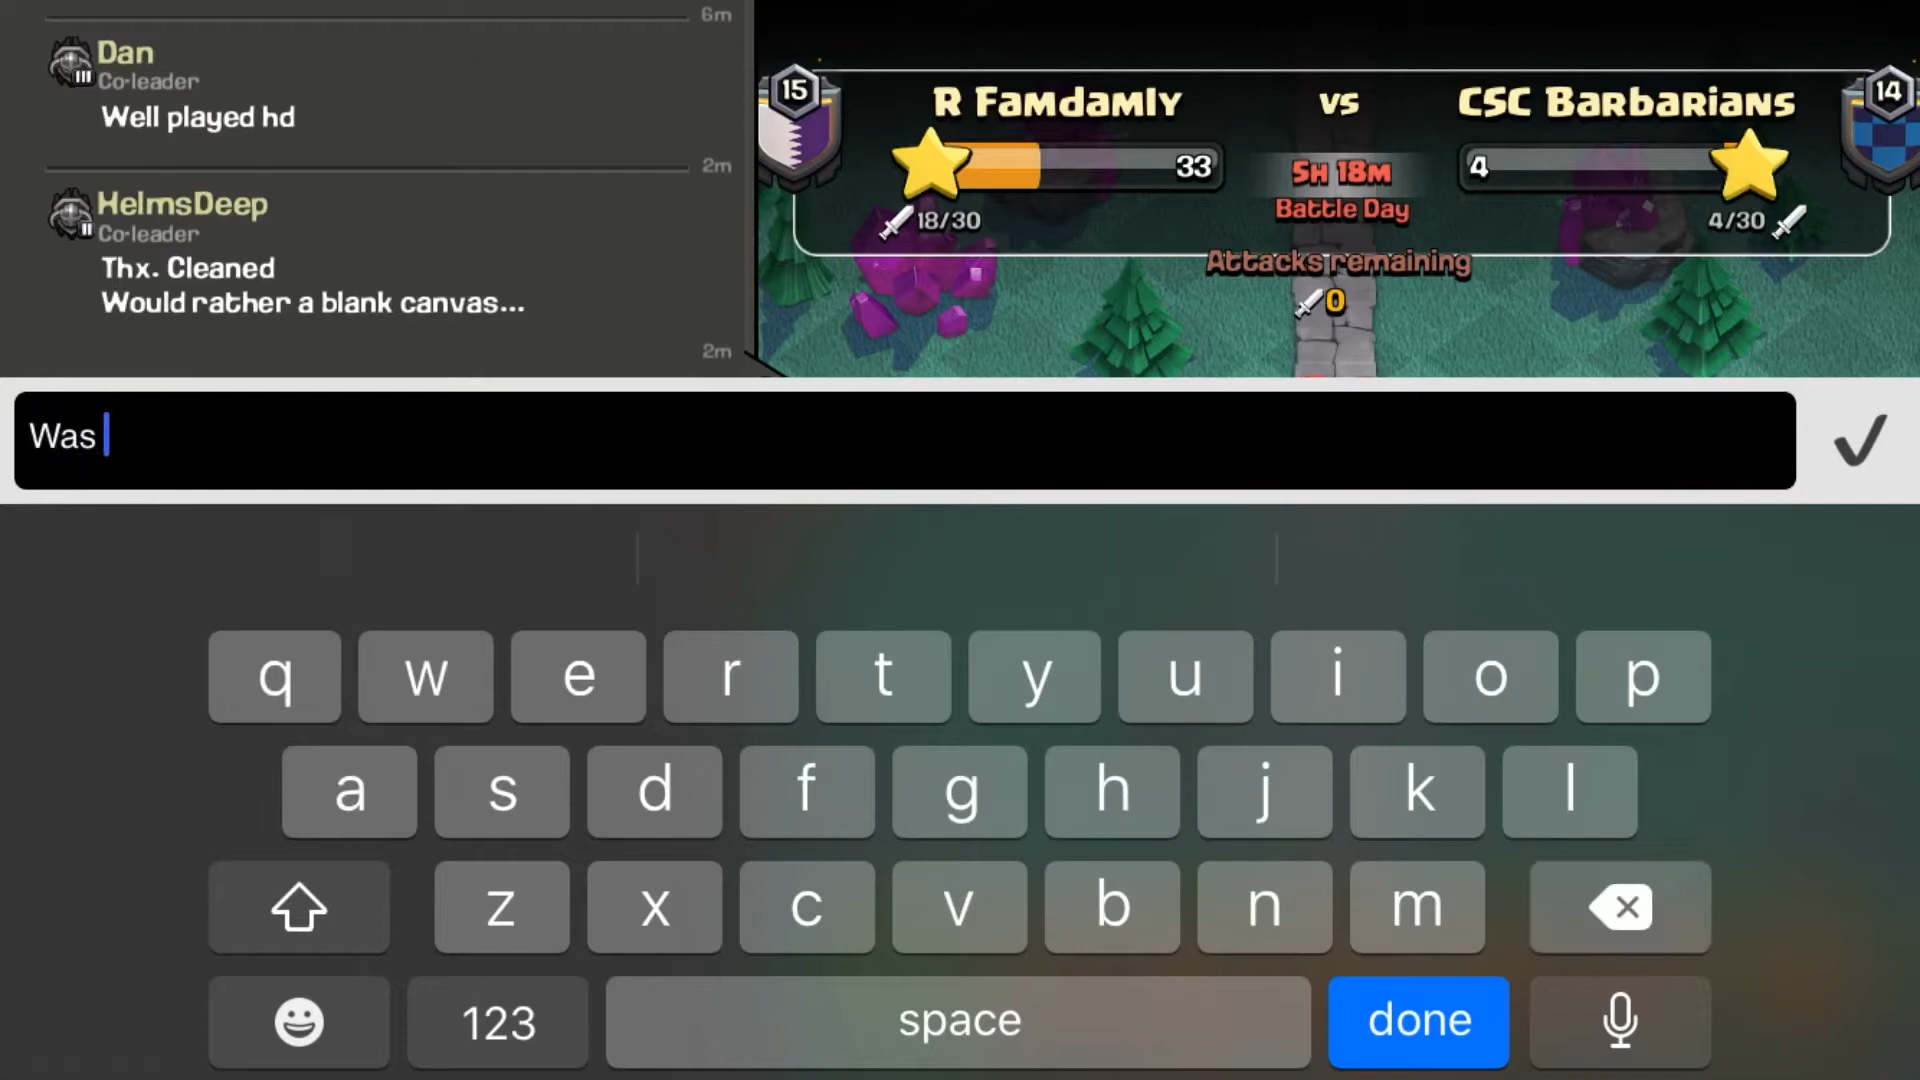 6m
Dan
Co-leader
Well played hd
2m
HelmsDeep
Co-leader
Thx. Cleaned
Would rather a blank canvas...
2m
15
R Famdamly
vs
CSC Barbarians
14
33
5H 18M
4
18/30
Battle Day
4/30
Attacks remaining
0
Was
q w e r t y u i o p
a s d f g h j k l
z x c v b n m
123 space done